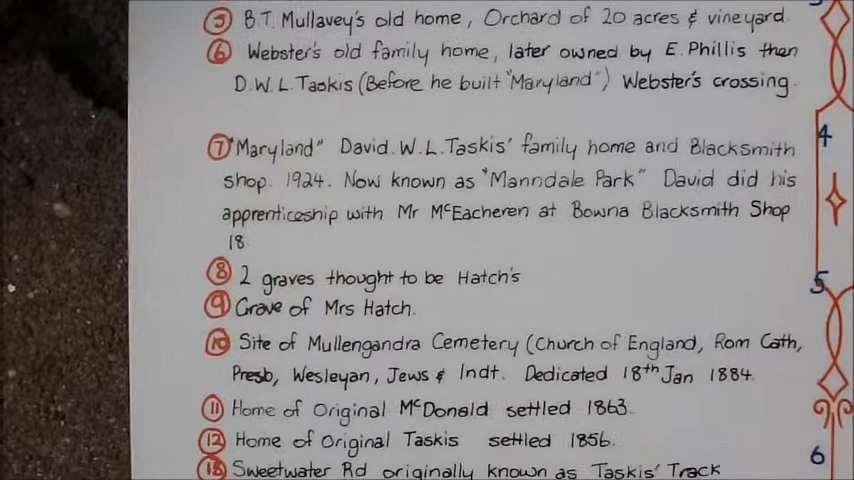 5 B.T. Mullavey's old home, Orchard of 20 acres & vineyard.
6 Webster's old family home, later owned by E. Phillis then
D.W.L. Taskis (Before he built "Maryland") Webster's crossing.
4
7 "Maryland" David. W.L. Taskis' family home and Blacksmith
shop. 1924. Now known as "Manndale Park" David did his
apprenticeship with Mr McEacheren at Bowna Blacksmith Shop
18
8 2 graves thought to be Hatch's
5
9 Grave of Mrs Hatch.
10 Site of Mullengandra Cemetery (Church of England, Rom Cath,
Presb, Wesleyan, Jews & Indt. Dedicated 18th Jan 1884.
11 Home of Original McDonald settled 1863.
12 Home of Original Taskis settled 1856.
6
13 Sweetwater Rd originally known as Taskis' Track